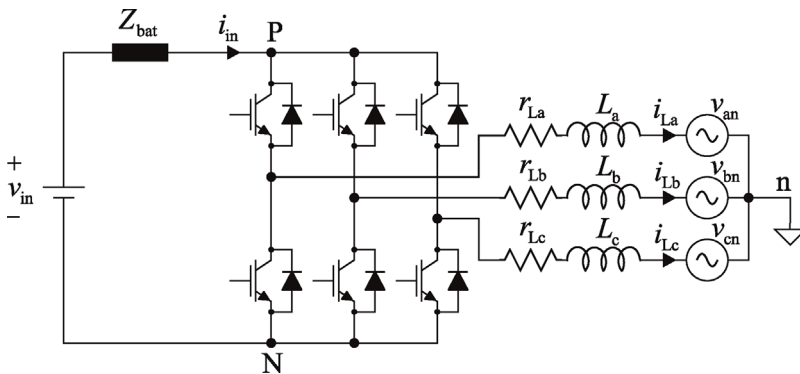 Z_bat
i_in
P
+
v_in
−
r_La L_a i_La v_an
r_Lb L_b i_Lb v_bn
n
r_Lc L_c i_Lc v_cn
N